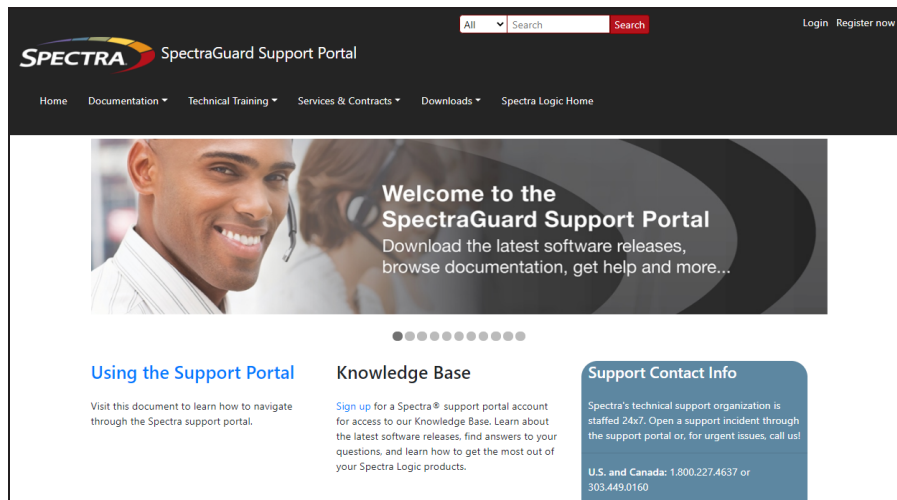 All Search Search Login Register now
SPECTRA SpectraGuard Support Portal
Home Documentation Technical Training Services & Contracts Downloads Spectra Logic Home
Welcome to the
SpectraGuard Support Portal
Download the latest software releases,
browse documentation, get help and more...
Using the Support Portal
Visit this document to learn how to navigate
through the Spectra support portal.
Knowledge Base
Sign up for a Spectra® support portal account
for access to our Knowledge Base. Learn about
the latest software releases, find answers to your
questions, and learn how to get the most out of
your Spectra Logic products.
Support Contact Info
Spectra's technical support organization is
staffed 24x7. Open a support incident through
the support portal or, for urgent issues, call us!
U.S. and Canada: 1.800.227.4637 or
303.449.0160